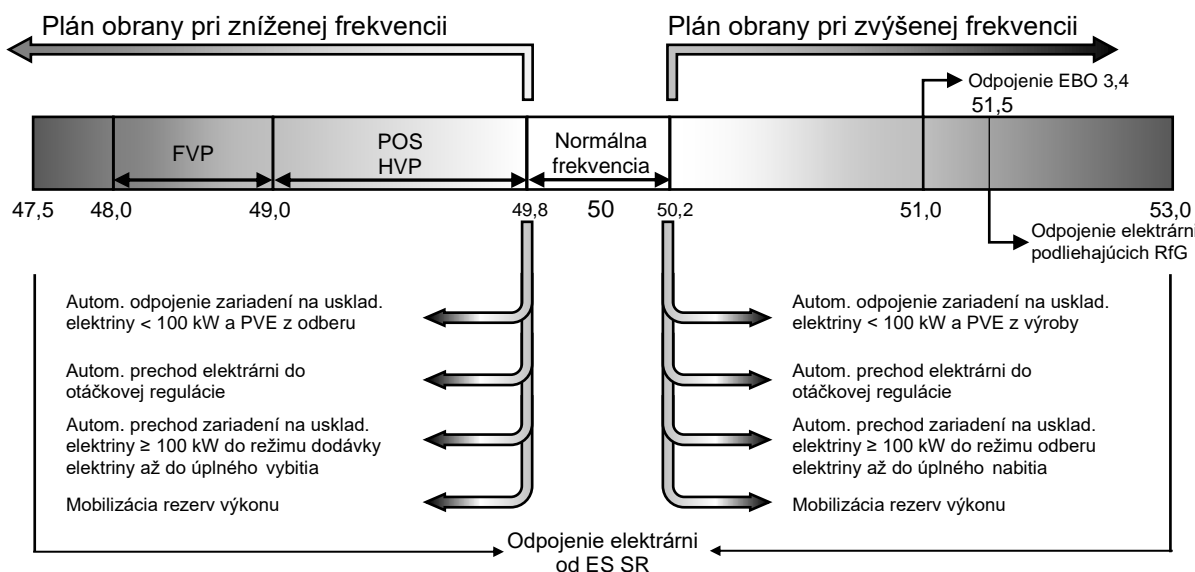 Plán obrany pri zníženej frekvencii
Plán obrany pri zvýšenej frekvencii
Odpojenie EBO 3,4
51,5
FVP
POS
HVP
Normálna
frekvencia
47,5
48,0
49,0
49,8
50
50,2
51,0
53,0
Odpojenie elektrární
podliehajúcich RfG
Autom. odpojenie zariadení na usklad.
elektriny < 100 kW a PVE z odberu
Autom. prechod elektrární do
otáčkovej regulácie
Autom. prechod zariadení na usklad.
elektriny ≥ 100 kW do režimu dodávky
elektriny až do úplného vybitia
Mobilizácia rezerv výkonu
Autom. odpojenie zariadení na usklad.
elektriny < 100 kW a PVE z výroby
Autom. prechod elektrární do
otáčkovej regulácie
Autom. prechod zariadení na usklad.
elektriny ≥ 100 kW do režimu odberu
elektriny až do úplného nabitia
Mobilizácia rezerv výkonu
Odpojenie elektrární
od ES SR